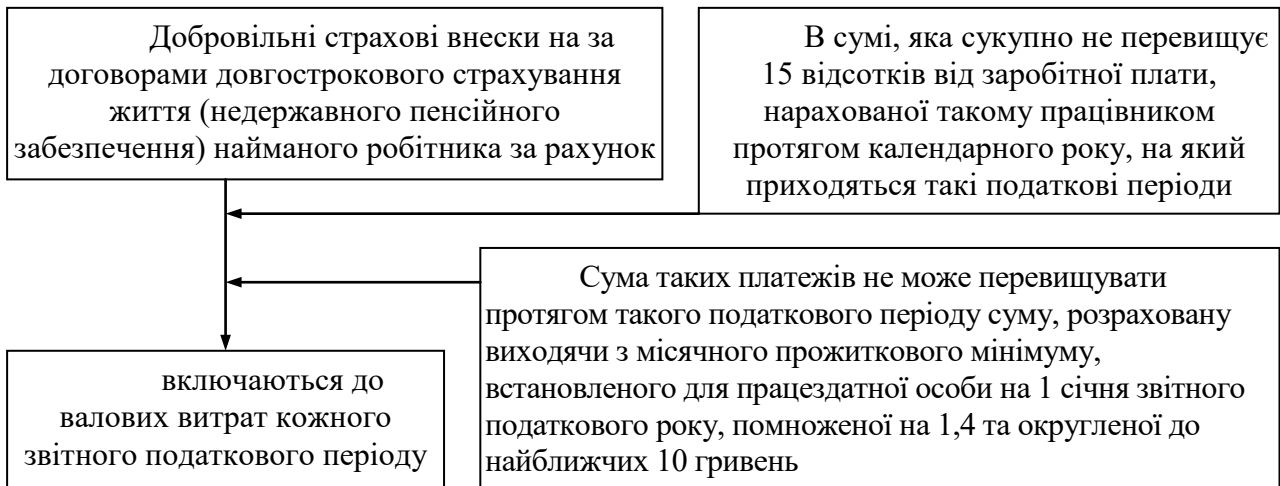 Добровільні страхові внески на за
договорами довгострокового страхування
життя (недержавного пенсійного
забезпечення) найманого робітника за рахунок
В сумі, яка сукупно не перевищує
15 відсотків від заробітної плати,
нарахованої такому працівником
протягом календарного року, на який
приходяться такі податкові періоди
Сума таких платежів не може перевищувати
протягом такого податкового періоду суму, розраховану
виходячи з місячного прожиткового мінімуму,
встановленого для працездатної особи на 1 січня звітного
податкового року, помноженої на 1,4 та округленої до
найближчих 10 гривень
включаються до
валових витрат кожного
звітного податкового періоду